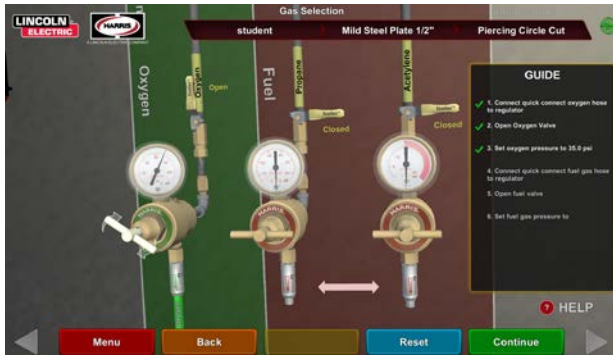 LINCOLN
ELECTRIC
HARRIS
A LINCOLN ELECTRIC COMPANY
Gas Selection
student
Mild Steel Plate 1/2"
Piercing Circle Cut
Oxygen
Oxygen
Open
Fuel
Propane
Closed
Acetylene
Closed
HARRIS
HARRIS
HARRIS
GUIDE
1. Connect quick connect oxygen hose
to regulator
2. Open Oxygen Valve
3. Set oxygen pressure to 35.0 psi
4. Connect quick connect fuel gas hose
to regulator
5. Open fuel valve
6. Set fuel gas pressure to
? HELP
Menu
Back
Reset
Continue